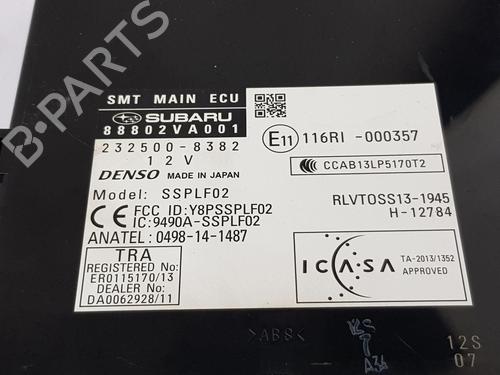 SMT MAIN ECU
SUBARU
88802VA001
232500-8382
12V
DENSO MADE IN JAPAN
Model: SSPLF02
CE FCC ID:Y8PSSPLF02
IC:9490A-SSPLF02
ANATEL: 0498-14-1487
TRA
REGISTERED No:
ER0115170/13
DEALER No:
DA0062928/11
E11 116RI -000357
CCAB13LP5170T2
RLVTOSS13-1945
H-12784
ICASA
TA-2013/1352
APPROVED
>ABS<
12S
07
B-PARTS